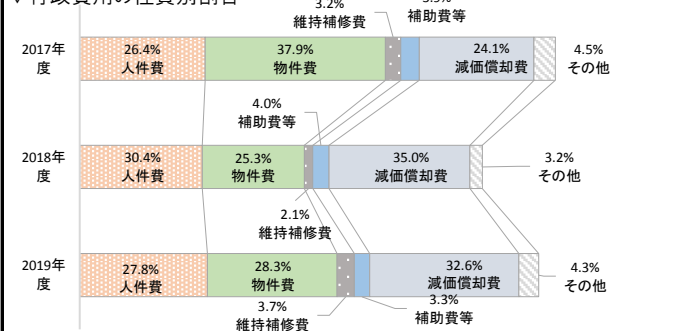 行政費用の性質別割合
3.2%
維持補修費
3.9%
補助費等
2017年
度
26.4%
人件費
37.9%
物件費
24.1%
減価償却費
4.5%
その他
4.0%
補助費等
2018年
度
30.4%
人件費
25.3%
物件費
35.0%
減価償却費
3.2%
その他
2.1%
維持補修費
2019年
度
27.8%
人件費
28.3%
物件費
32.6%
減価償却費
4.3%
その他
3.7%
維持補修費
3.3%
補助費等